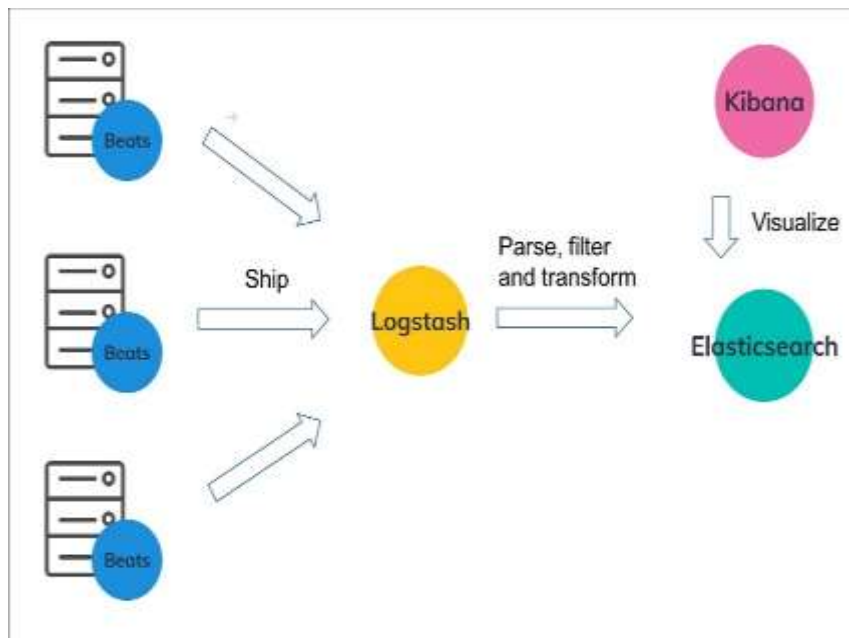 Beats
Kibana
Visualize
Parse, filter
and transform
Ship
Beats
Logstash
Elasticsearch
Beats